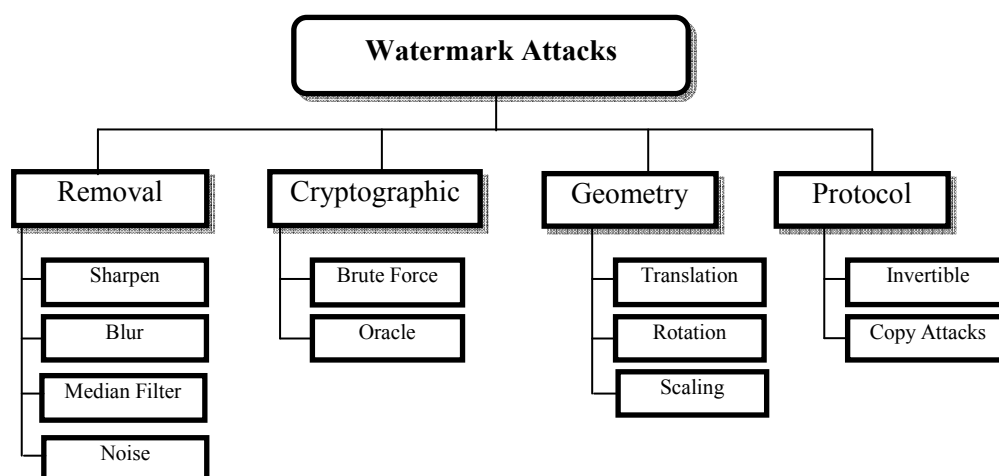 Watermark Attacks
Removal
Cryptographic
Geometry
Protocol
Sharpen
Blur
Median Filter
Noise
Brute Force
Oracle
Translation
Rotation
Scaling
Invertible
Copy Attacks